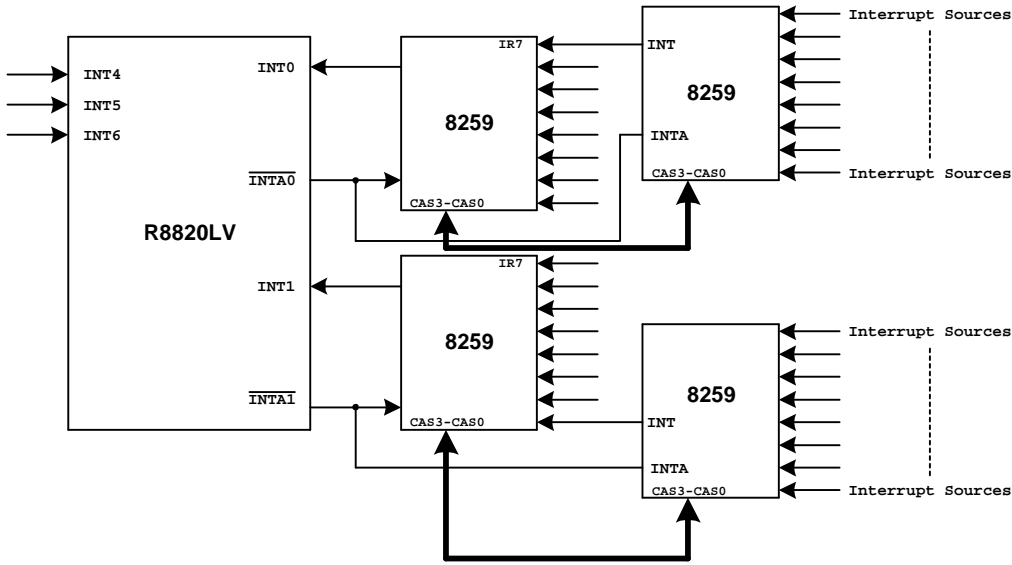 INT4
INT5
INT6
INT0
INTA0
R8820LV
INT1
INTA1
IR7
8259
CAS3-CAS0
INT
8259
INTA
CAS3-CAS0
Interrupt Sources
Interrupt Sources
IR7
8259
CAS3-CAS0
8259
INT
INTA
CAS3-CAS0
Interrupt Sources
Interrupt Sources